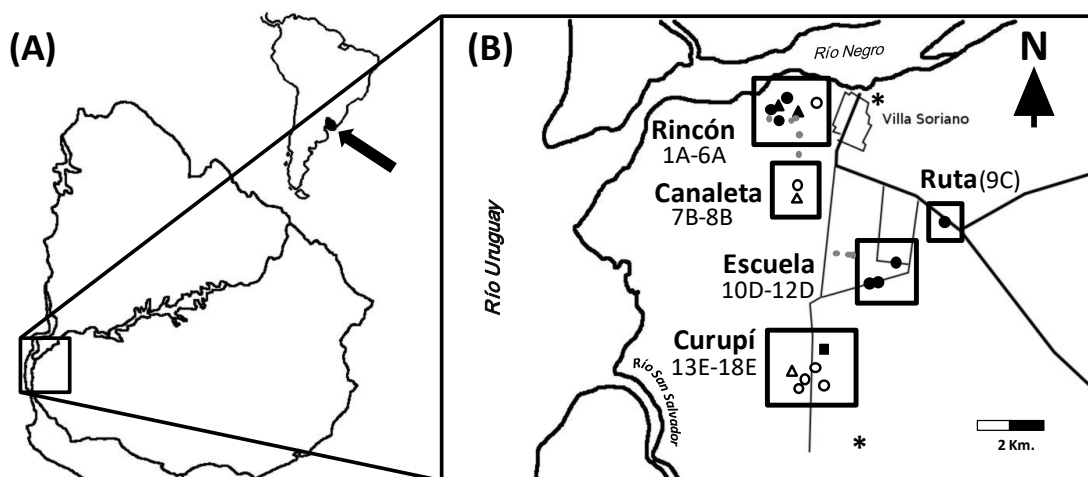 (A)
(B)
Río Negro
N
*
Villa Soriano
Rincón
1A-6A
Canaleta
7B-8B
Ruta(9C)
Río Uruguay
Escuela
10D-12D
Curupí
13E-18E
Río San Salvador
*
2 Km.